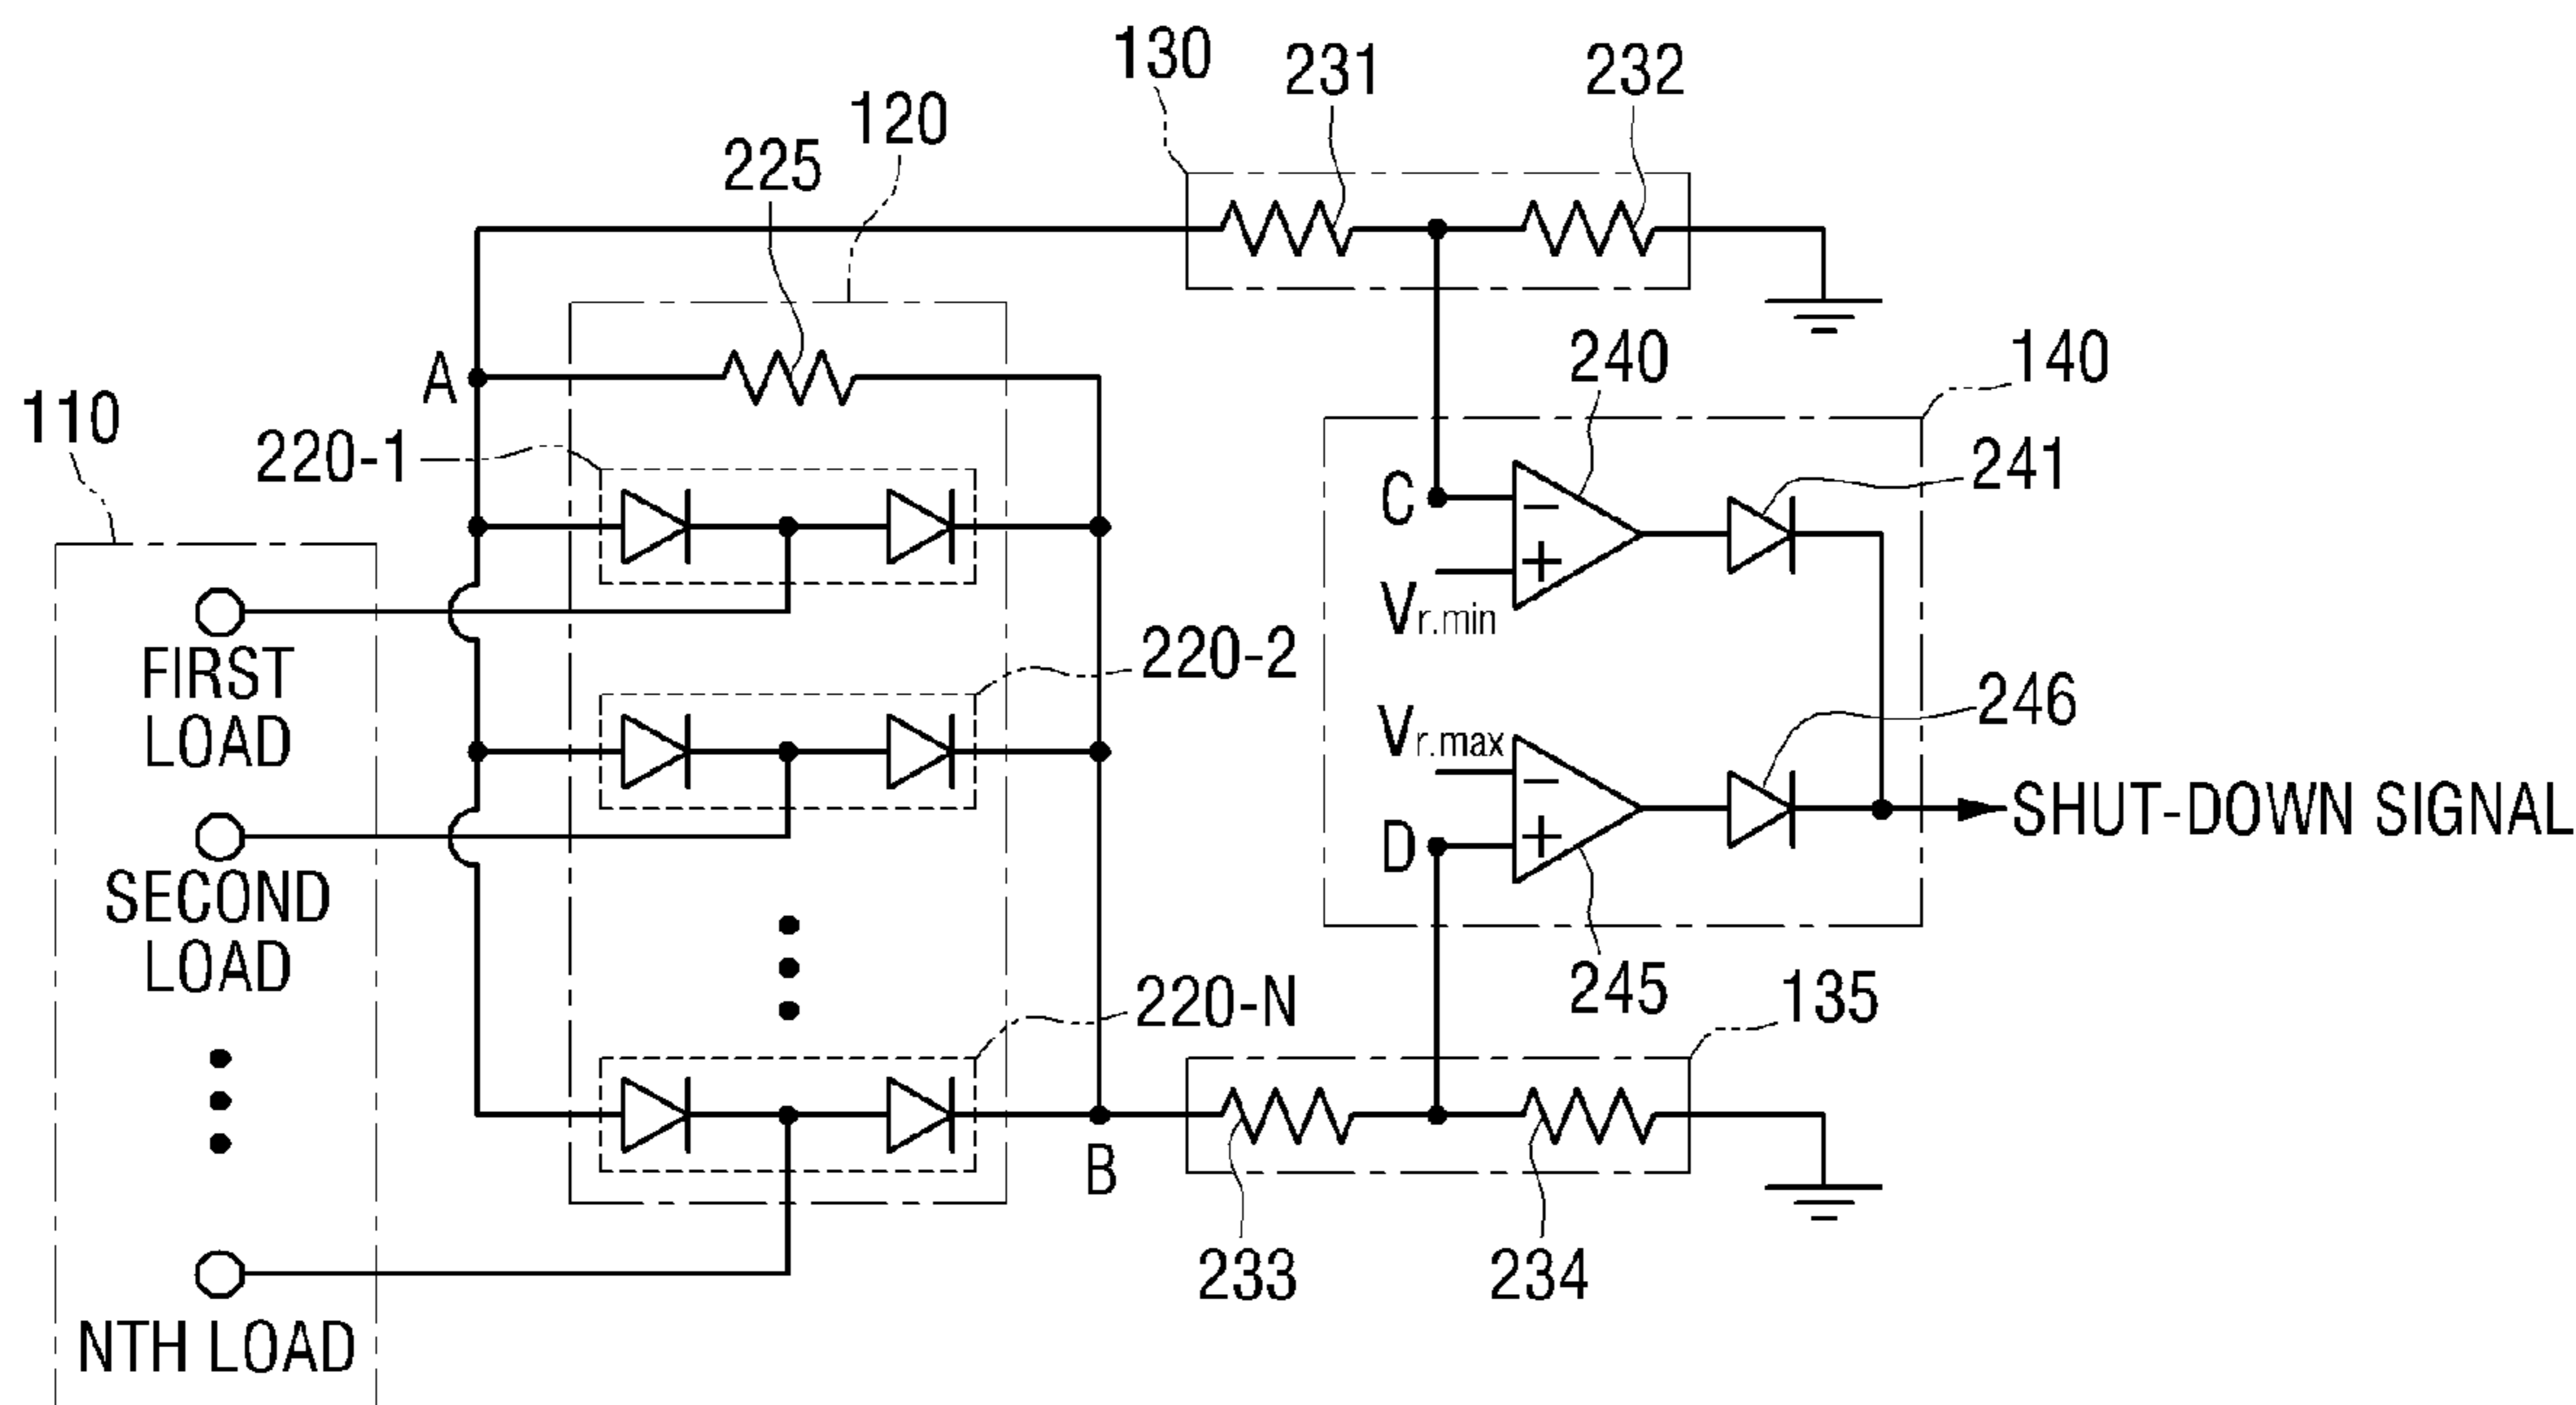 130
231
232
120
225
A
240
140
110
220-1
241
C
−
+
Vr.min
FIRST
LOAD
220-2
246
Vr.max
−
+
D
SHUT-DOWN SIGNAL
SECOND
LOAD
245
220-N
135
B
233
234
NTH LOAD